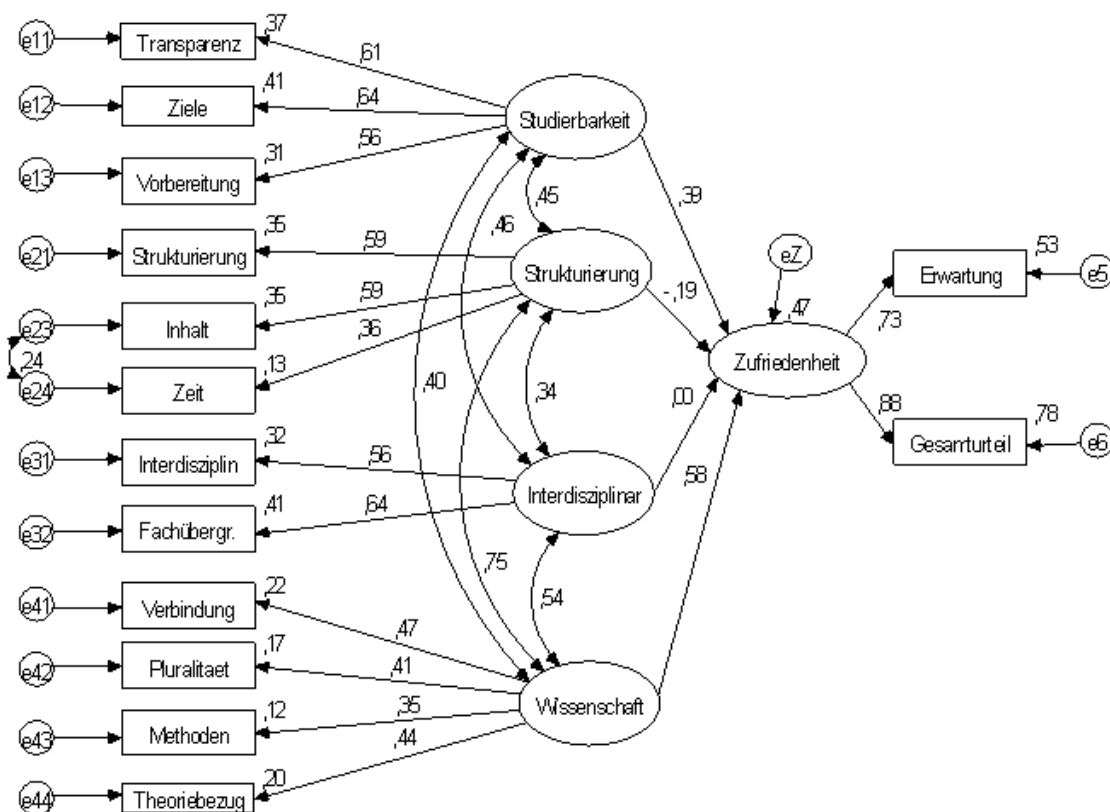 ,37
e11
Transparenz
,61
,41
e12
Ziele
,64
Studierbarkeit
,31
,56
e13
Vorbereitung
,45
,39
,46
,35
e21
Strukturierung
,59
Strukturierung
eZ
,53
Erwartung
e5
-,19
,35
e23
Inhalt
,59
,47
,73
,36
24
,13
e24
Zeit
,40
,34
Zufriedenheit
,00
,88
,78
Gesamturteil
e6
,32
e31
Interdisziplin
,56
Interdisziplinar
,58
,41
e32
Fachübergr.
,64
,75
,54
,22
e41
Verbindung
,47
,17
e42
Pluralitaet
,41
Wissenschaft
,12
e43
Methoden
,35
,44
,20
e44
Theoriebezug